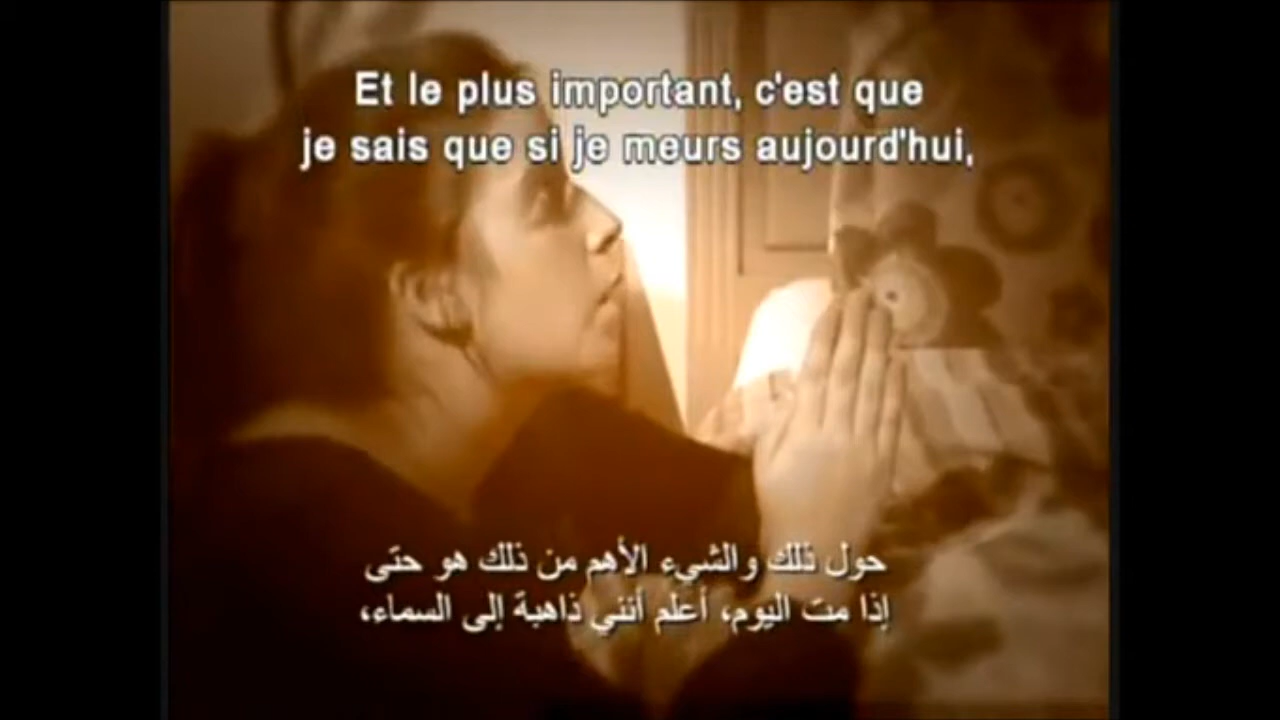 Et le plus important, c'est que
je sais que si je meurs aujourd'hui,
حول ذلك والشيء الأهم من ذلك هو حتى
إذا مت اليوم، أعلم أنني ذاهبة إلى السماء،